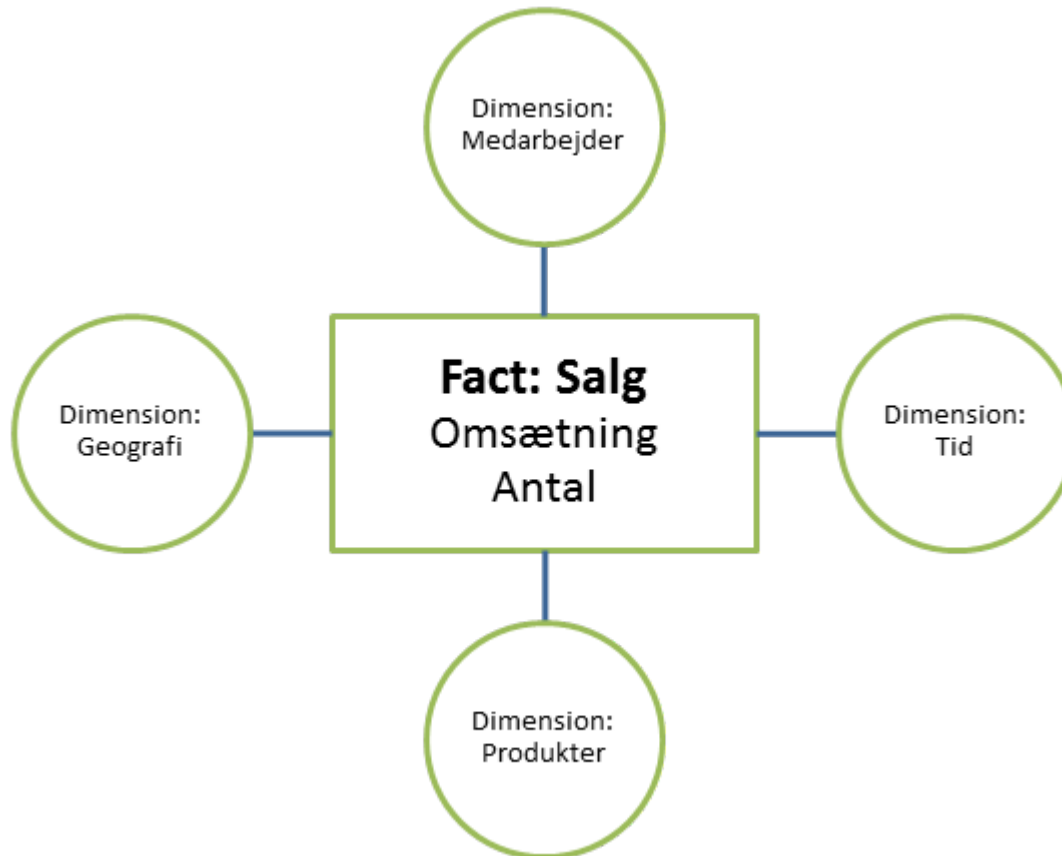 Dimension:
Medarbejder
Dimension:
Geografi
Fact: Salg
Omsætning
Antal
Dimension:
Tid
Dimension:
Produkter